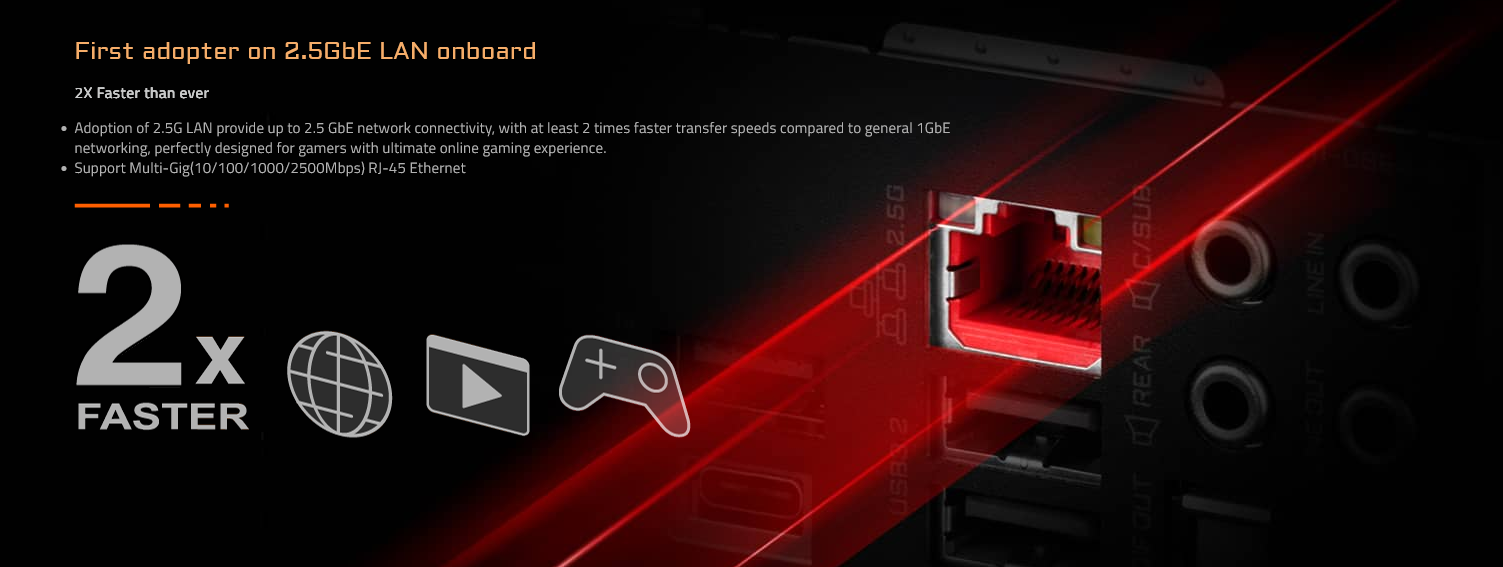 First adopter on 2.5GbE LAN onboard
2X Faster than ever
Adoption of 2.5G LAN provide up to 2.5 GbE network connectivity, with at least 2 times faster transfer speeds compared to general 1GbE
networking, perfectly designed for gamers with ultimate online gaming experience.
Support Multi-Gig(10/100/1000/2500Mbps) RJ-45 Ethernet
2x
FASTER
2.5G
C/SUB
LINE IN
REAR
USB3.2